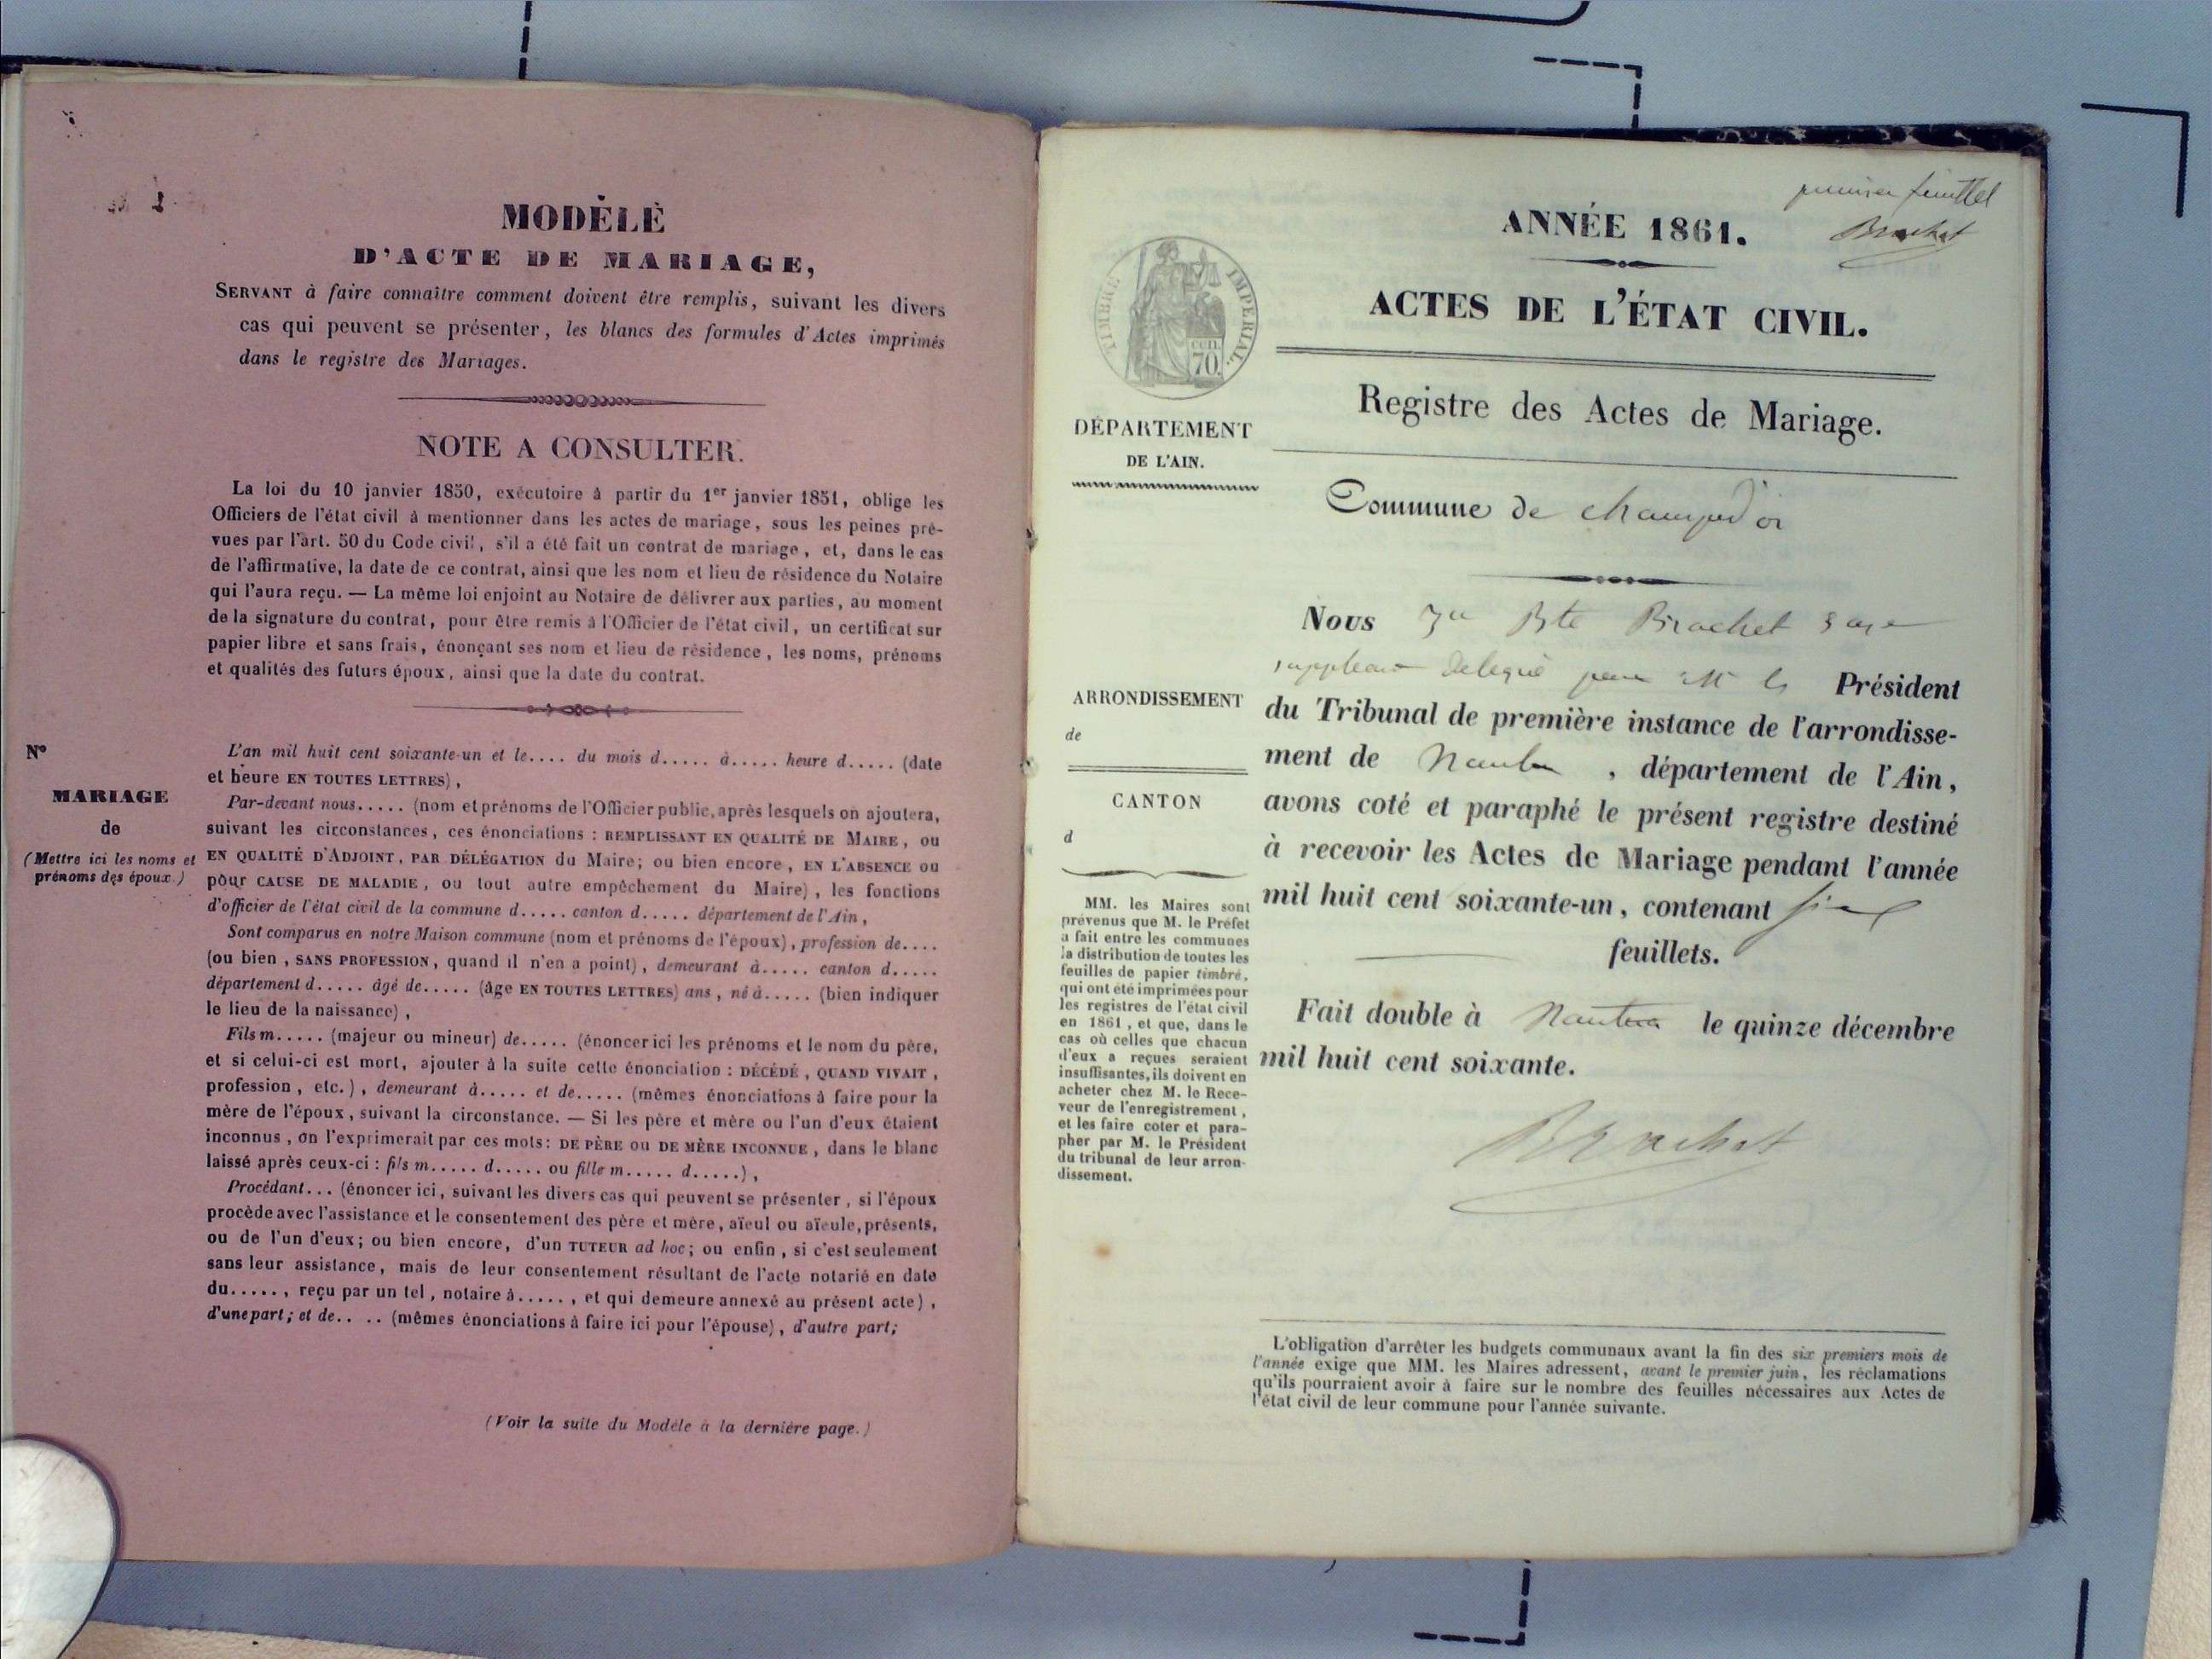 MODÈLE
D'ACTE DE MARIAGE,
SERVANT à faire connaître comment doivent être remplis, suivant les divers
cas qui peuvent se présenter, les blancs des formules d'Actes imprimés
dans le registre des Mariages.
NOTE A CONSULTER.
La loi du 10 janvier 1850, exécutoire à partir du 1er janvier 1851, oblige les
Officiers de l'état civil à mentionner dans les actes de mariage, sous les peines pré-
vues par l'art. 50 du Code civil, s'il a été fait un contrat de mariage, et, dans le cas
de l'affirmative, la date de ce contrat, ainsi que les nom et lieu de résidence du Notaire
qui l'aura reçu. — La même loi enjoint au Notaire de délivrer aux parties, au moment
de la signature du contrat, pour être remis à l'Officier de l'état civil, un certificat sur
papier libre et sans frais, énonçant ses nom et lieu de résidence, les noms, prénoms
et qualités des futurs époux, ainsi que la date du contrat.
N°
MARIAGE
de
(Mettre ici les noms et
prénoms des époux.)
L'an mil huit cent soixante-un et le.... du mois d..... à..... heure d..... (date
et heure EN TOUTES LETTRES),
Par-devant nous..... (nom et prénoms de l'Officier public, après lesquels on ajoutera,
suivant les circonstances, ces énonciations : REMPLISSANT EN QUALITÉ DE MAIRE, ou
EN QUALITÉ D'ADJOINT, PAR DÉLÉGATION du Maire; ou bien encore, EN L'ABSENCE ou
pour CAUSE DE MALADIE, ou tout autre empêchement du Maire), les fonctions
d'officier de l'état civil de la commune d..... canton d..... département de l'Ain,
Sont comparus en notre Maison commune (nom et prénoms de l'époux), profession de....
(ou bien, SANS PROFESSION, quand il n'en a point), demeurant à..... canton d.....
département d..... âgé de..... (âge EN TOUTES LETTRES) ans, né à..... (bien indiquer
le lieu de la naissance),
Fils m..... (majeur ou mineur) de..... (énoncer ici les prénoms et le nom du père,
et si celui-ci est mort, ajouter à la suite cette énonciation : DÉCÉDÉ, QUAND VIVAIT,
profession, etc.), demeurant à..... et de..... (mêmes énonciations à faire pour la
mère de l'époux, suivant la circonstance. — Si les père et mère ou l'un d'eux étaient
inconnus, on l'exprimerait par ces mots: DE PÈRE ou DE MÈRE INCONNUE, dans le blanc
laissé après ceux-ci : fils m..... d..... ou fille m..... d.....),
Procédant... (énoncer ici, suivant les divers cas qui peuvent se présenter, si l'époux
procède avec l'assistance et le consentement des père et mère, aïeul ou aïeule, présents,
ou de l'un d'eux; ou bien encore, d'un TUTEUR ad hoc; ou enfin, si c'est seulement
sans leur assistance, mais de leur consentement résultant de l'acte notarié en date
du....., reçu par un tel, notaire à....., et qui demeure annexé au présent acte),
d'une part; et de.. .. (mêmes énonciations à faire ici pour l'épouse), d'autre part;
(Voir la suite du Modèle à la dernière page.)
premier feuillet
Brachet
ANNÉE 1861.
ACTES DE L'ÉTAT CIVIL.
TIMBRE IMPÉRIAL.
cen.
70.
Registre des Actes de Mariage.
DÉPARTEMENT
DE L'AIN.
Commune de champd'or
Nous Jn Bte Brachet Juge
suppleant delegué par M le Président
du Tribunal de première instance de l'arrondisse-
ment de Nantua, département de l'Ain,
avons coté et paraphé le présent registre destiné
à recevoir les Actes de Mariage pendant l'année
mil huit cent soixante-un, contenant
feuillets.
Fait double à Nantua le quinze décembre
mil huit cent soixante.
Brachet
ARRONDISSEMENT
de
CANTON
d
MM. les Maires sont
prévenus que M. le Préfet
a fait entre les communes
la distribution de toutes les
feuilles de papier timbré,
qui ont été imprimées pour
les registres de l'état civil
en 1861, et que, dans le
cas où celles que chacun
d'eux a reçues seraient
insuffisantes, ils doivent en
acheter chez M. le Rece-
veur de l'enregistrement,
et les faire coter et para-
pher par M. le Président
du tribunal de leur arron-
dissement.
L'obligation d'arrêter les budgets communaux avant la fin des six premiers mois de
l'année exige que MM. les Maires adressent, avant le premier juin, les réclamations
qu'ils pourraient avoir à faire sur le nombre des feuilles nécessaires aux Actes de
l'état civil de leur commune pour l'année suivante.